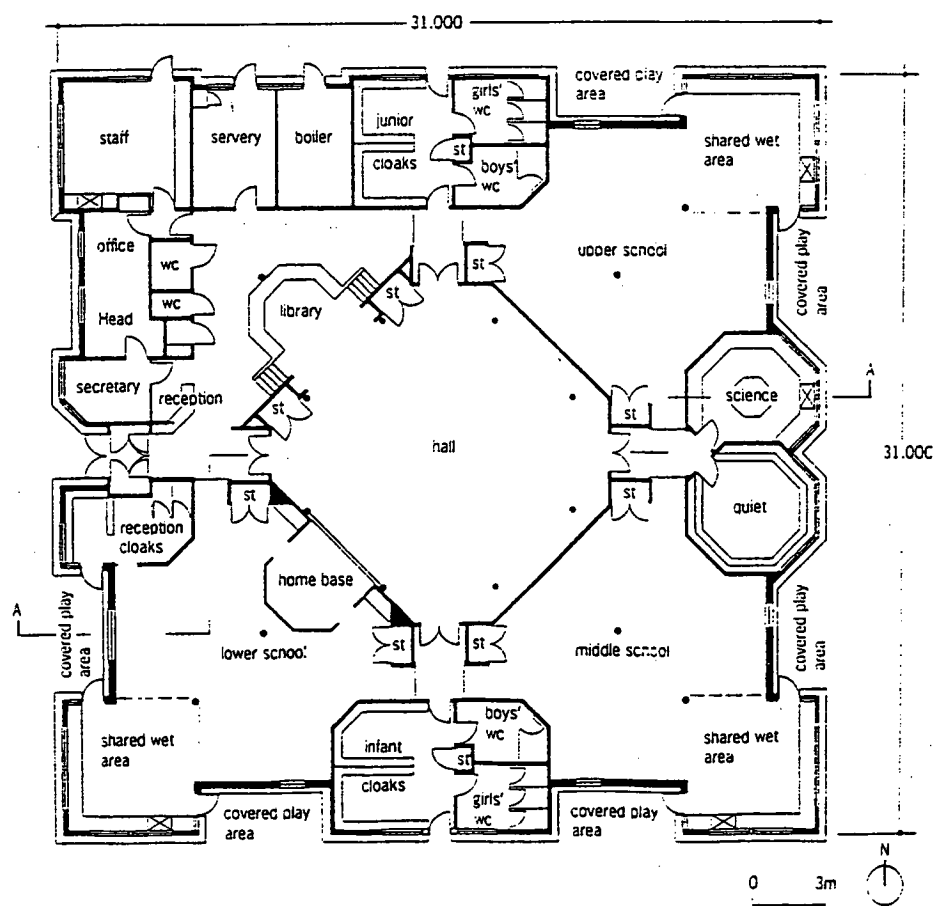 31.000
covered play
area
girls'
wc
junior
staff
servery
boiler
st
shared wet
area
cloaks
boys'
wc
office
wc
st
upper school
covered play
area
wc
st
library
Head
A
secretary
reception
st
st
science
hall
31.000
st
st
quiet
reception
cloaks
home base
A
covered play
area
lower school
st
st
middle school
covered play
area
boys'
wc
shared wet
area
infant
st
shared wet
area
cloaks
girls'
wc
covered play
area
covered play
area
N
0
3m